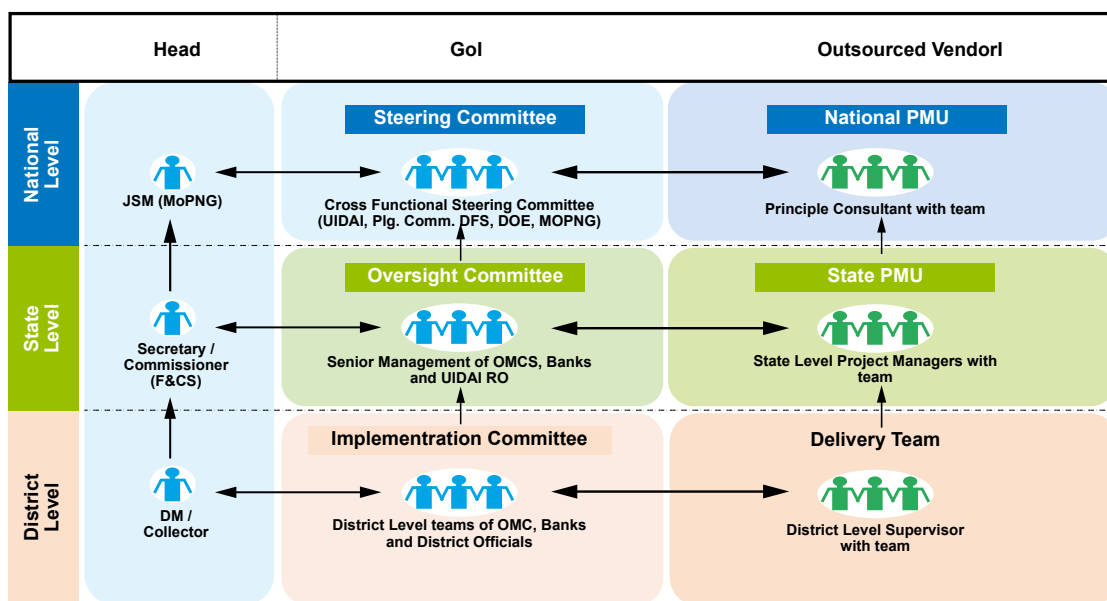 Head
GoI
Outsourced Vendorl
National
Level
Steering Committee
National PMU
JSM (MoPNG)
Cross Functional Steering Committee
(UIDAI, Plg. Comm. DFS, DOE, MOPNG)
Principle Consultant with team
State
Level
Oversight Committee
State PMU
Secretary /
Commissioner
(F&CS)
Senior Management of OMCS, Banks
and UIDAI RO
State Level Project Managers with
team
District
Level
Implementration Committee
Delivery Team
DM /
Collector
District Level teams of OMC, Banks
and District Officials
District Level Supervisor
with team